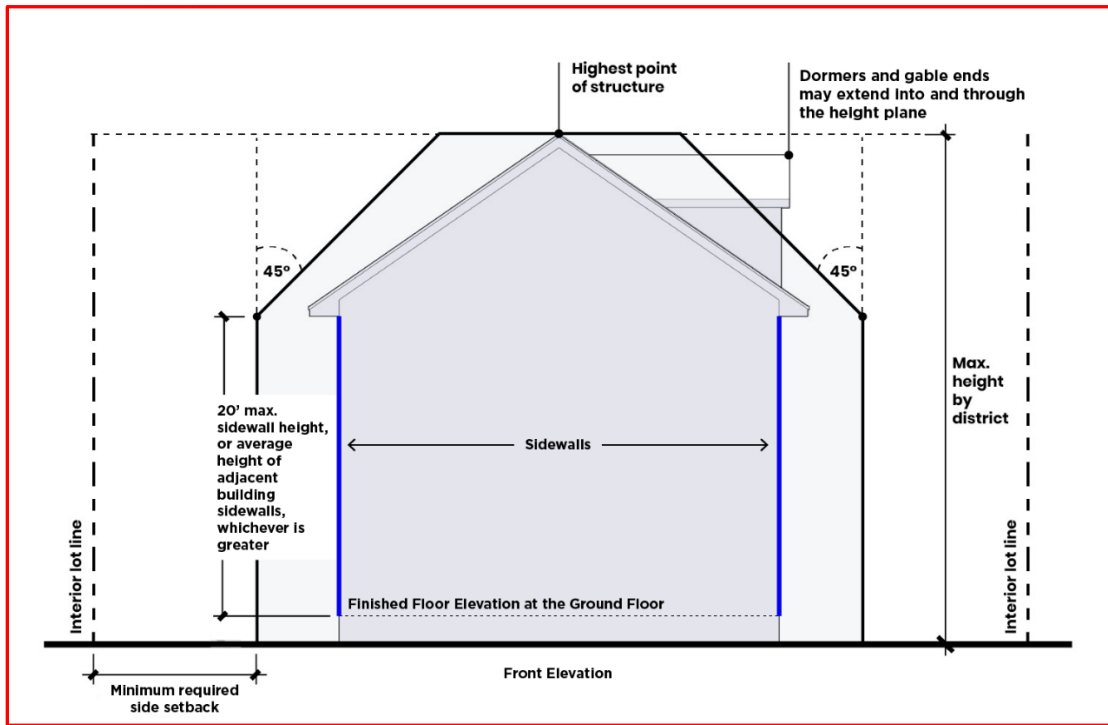 Highest point
of structure
Dormers and gable ends
may extend into and through
the height plane
45°
45°
Max.
height
by
district
20’ max.
sidewall height,
or average
height of
adjacent
building
sidewalls,
whichever is
greater
Sidewalls
Interior lot line
Interior lot line
Finished Floor Elevation at the Ground Floor
Front Elevation
Minimum required
side setback